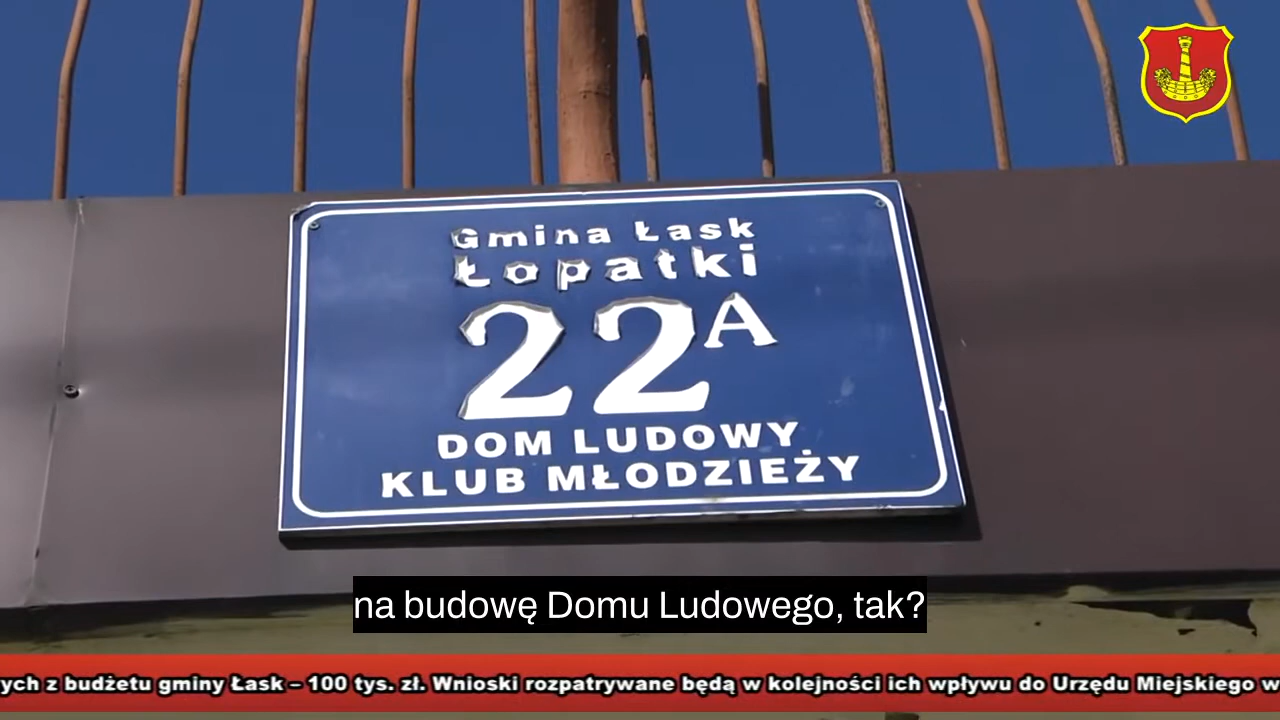 Gmina Łask
Łopatki
22A
DOM LUDOWY
KLUB MŁODZIEŻY
na budowę Domu Ludowego, tak?
ych z budżetu gminy Łask – 100 tys. zł. Wnioski rozpatrywane będą w kolejności ich wpływu do Urzędu Miejskiego w